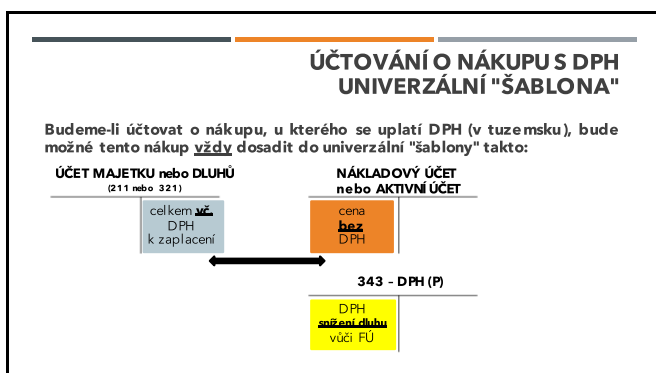 ÚČTOVÁNÍ O NÁKUPU S DPH
UNIVERZÁLNÍ "ŠABLONA"
Budeme-li účtovat o nákupu, u kterého se uplatí DPH (v tuzemsku), bude
možné tento nákup vždy dosadit do univerzální "šablony" takto:
ÚČET MAJETKU nebo DLUHŮ
(211 nebo 321)
celkem vč.
DPH
k zaplacení
NÁKLADOVÝ ÚČET
nebo AKTIVNÍ ÚČET
cena
bez
DPH
343 – DPH (P)
DPH
snížení dluhu
vůči FÚ